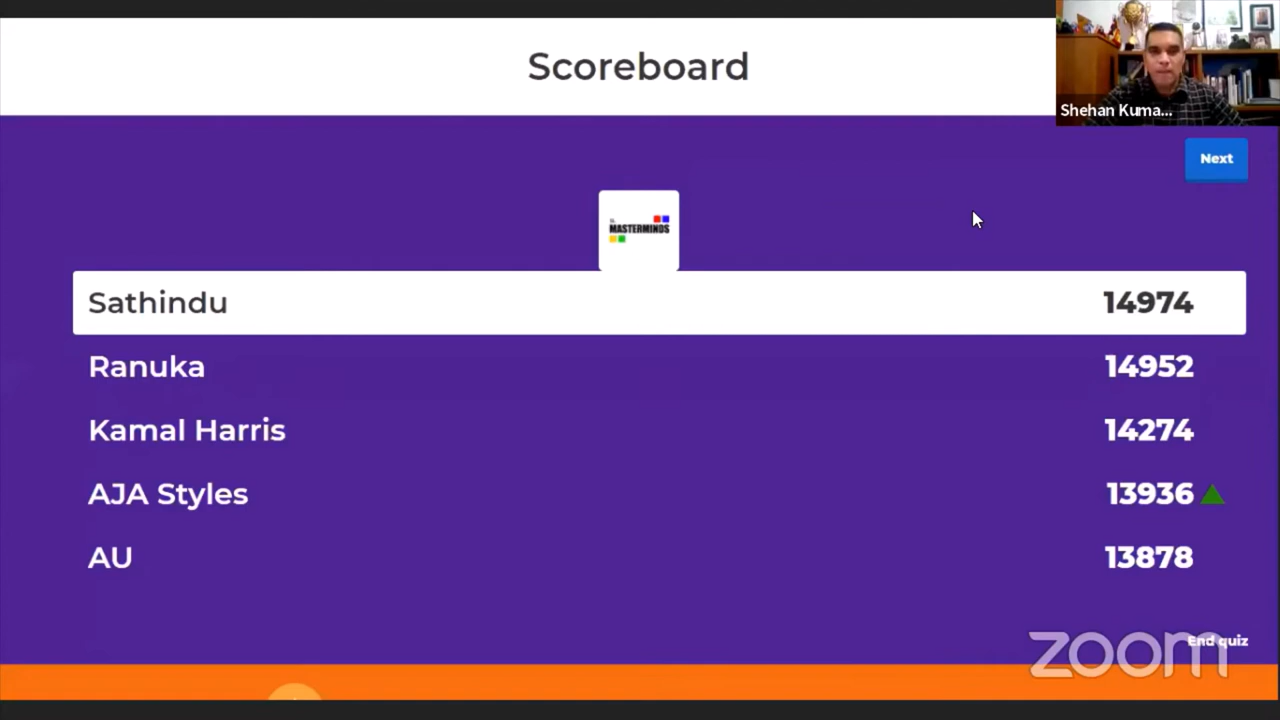 Scoreboard
Shehan Kuma...
Next
SL
MASTERMINDS
Sathindu 14974
Ranuka 14952
Kamal Harris 14274
AJA Styles 13936
AU 13878
End quiz
zoom